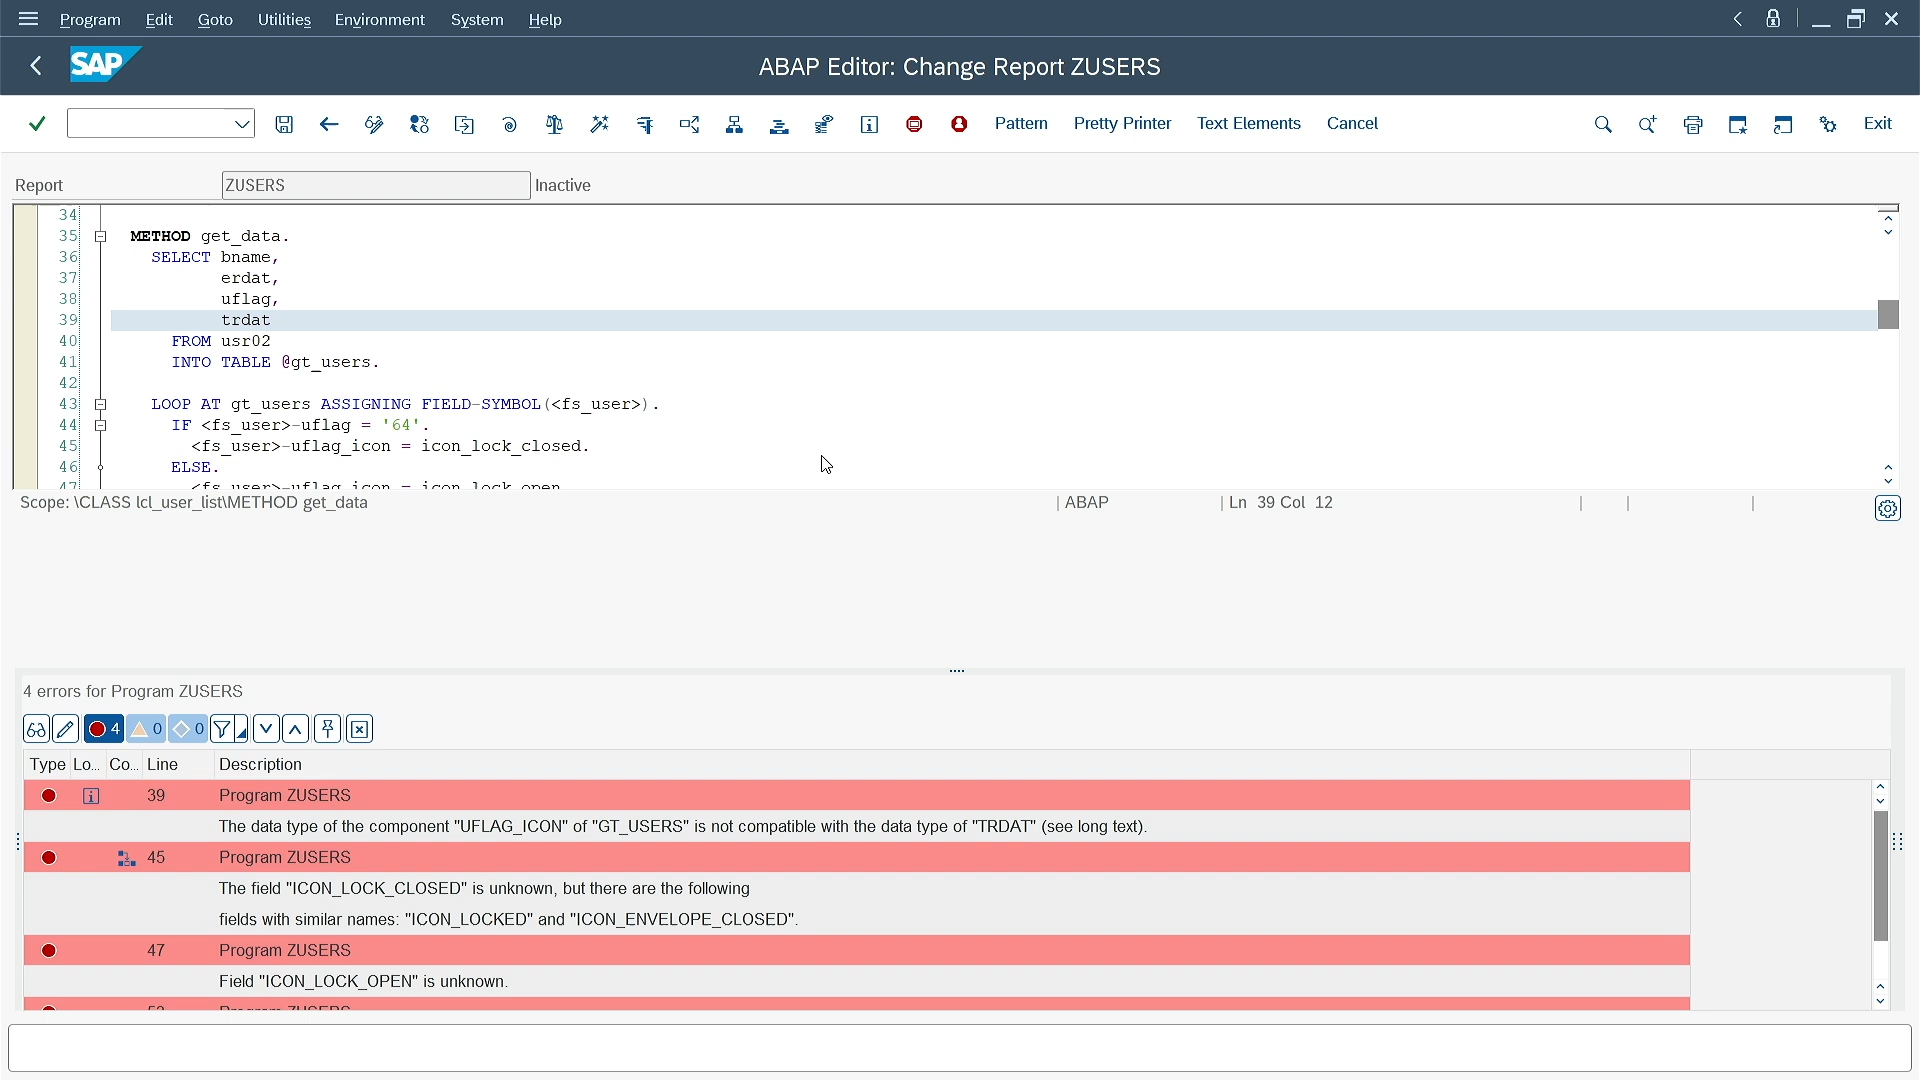 Program Edit Goto Utilities Environment System Help
SAP ABAP Editor: Change Report ZUSERS
Pattern Pretty Printer Text Elements Cancel Exit
Report ZUSERS Inactive
34
35 METHOD get_data.
36 SELECT bname,
37 erdat,
38 uflag,
39 trdat
40 FROM usr02
41 INTO TABLE @gt_users.
42
43 LOOP AT gt_users ASSIGNING FIELD-SYMBOL(<fs_user>).
44 IF <fs_user>-uflag = '64'.
45 <fs_user>-uflag_icon = icon_lock_closed.
46 ELSE.
47 <fs_user>-uflag_icon = icon_lock_open
Scope: \CLASS lcl_user_list\METHOD get_data | ABAP | Ln 39 Col 12
4 errors for Program ZUSERS
4 0 0
Type Lo... Co... Line Description
39 Program ZUSERS
The data type of the component "UFLAG_ICON" of "GT_USERS" is not compatible with the data type of "TRDAT" (see long text).
45 Program ZUSERS
The field "ICON_LOCK_CLOSED" is unknown, but there are the following
fields with similar names: "ICON_LOCKED" and "ICON_ENVELOPE_CLOSED".
47 Program ZUSERS
Field "ICON_LOCK_OPEN" is unknown.
Program ZUSERS